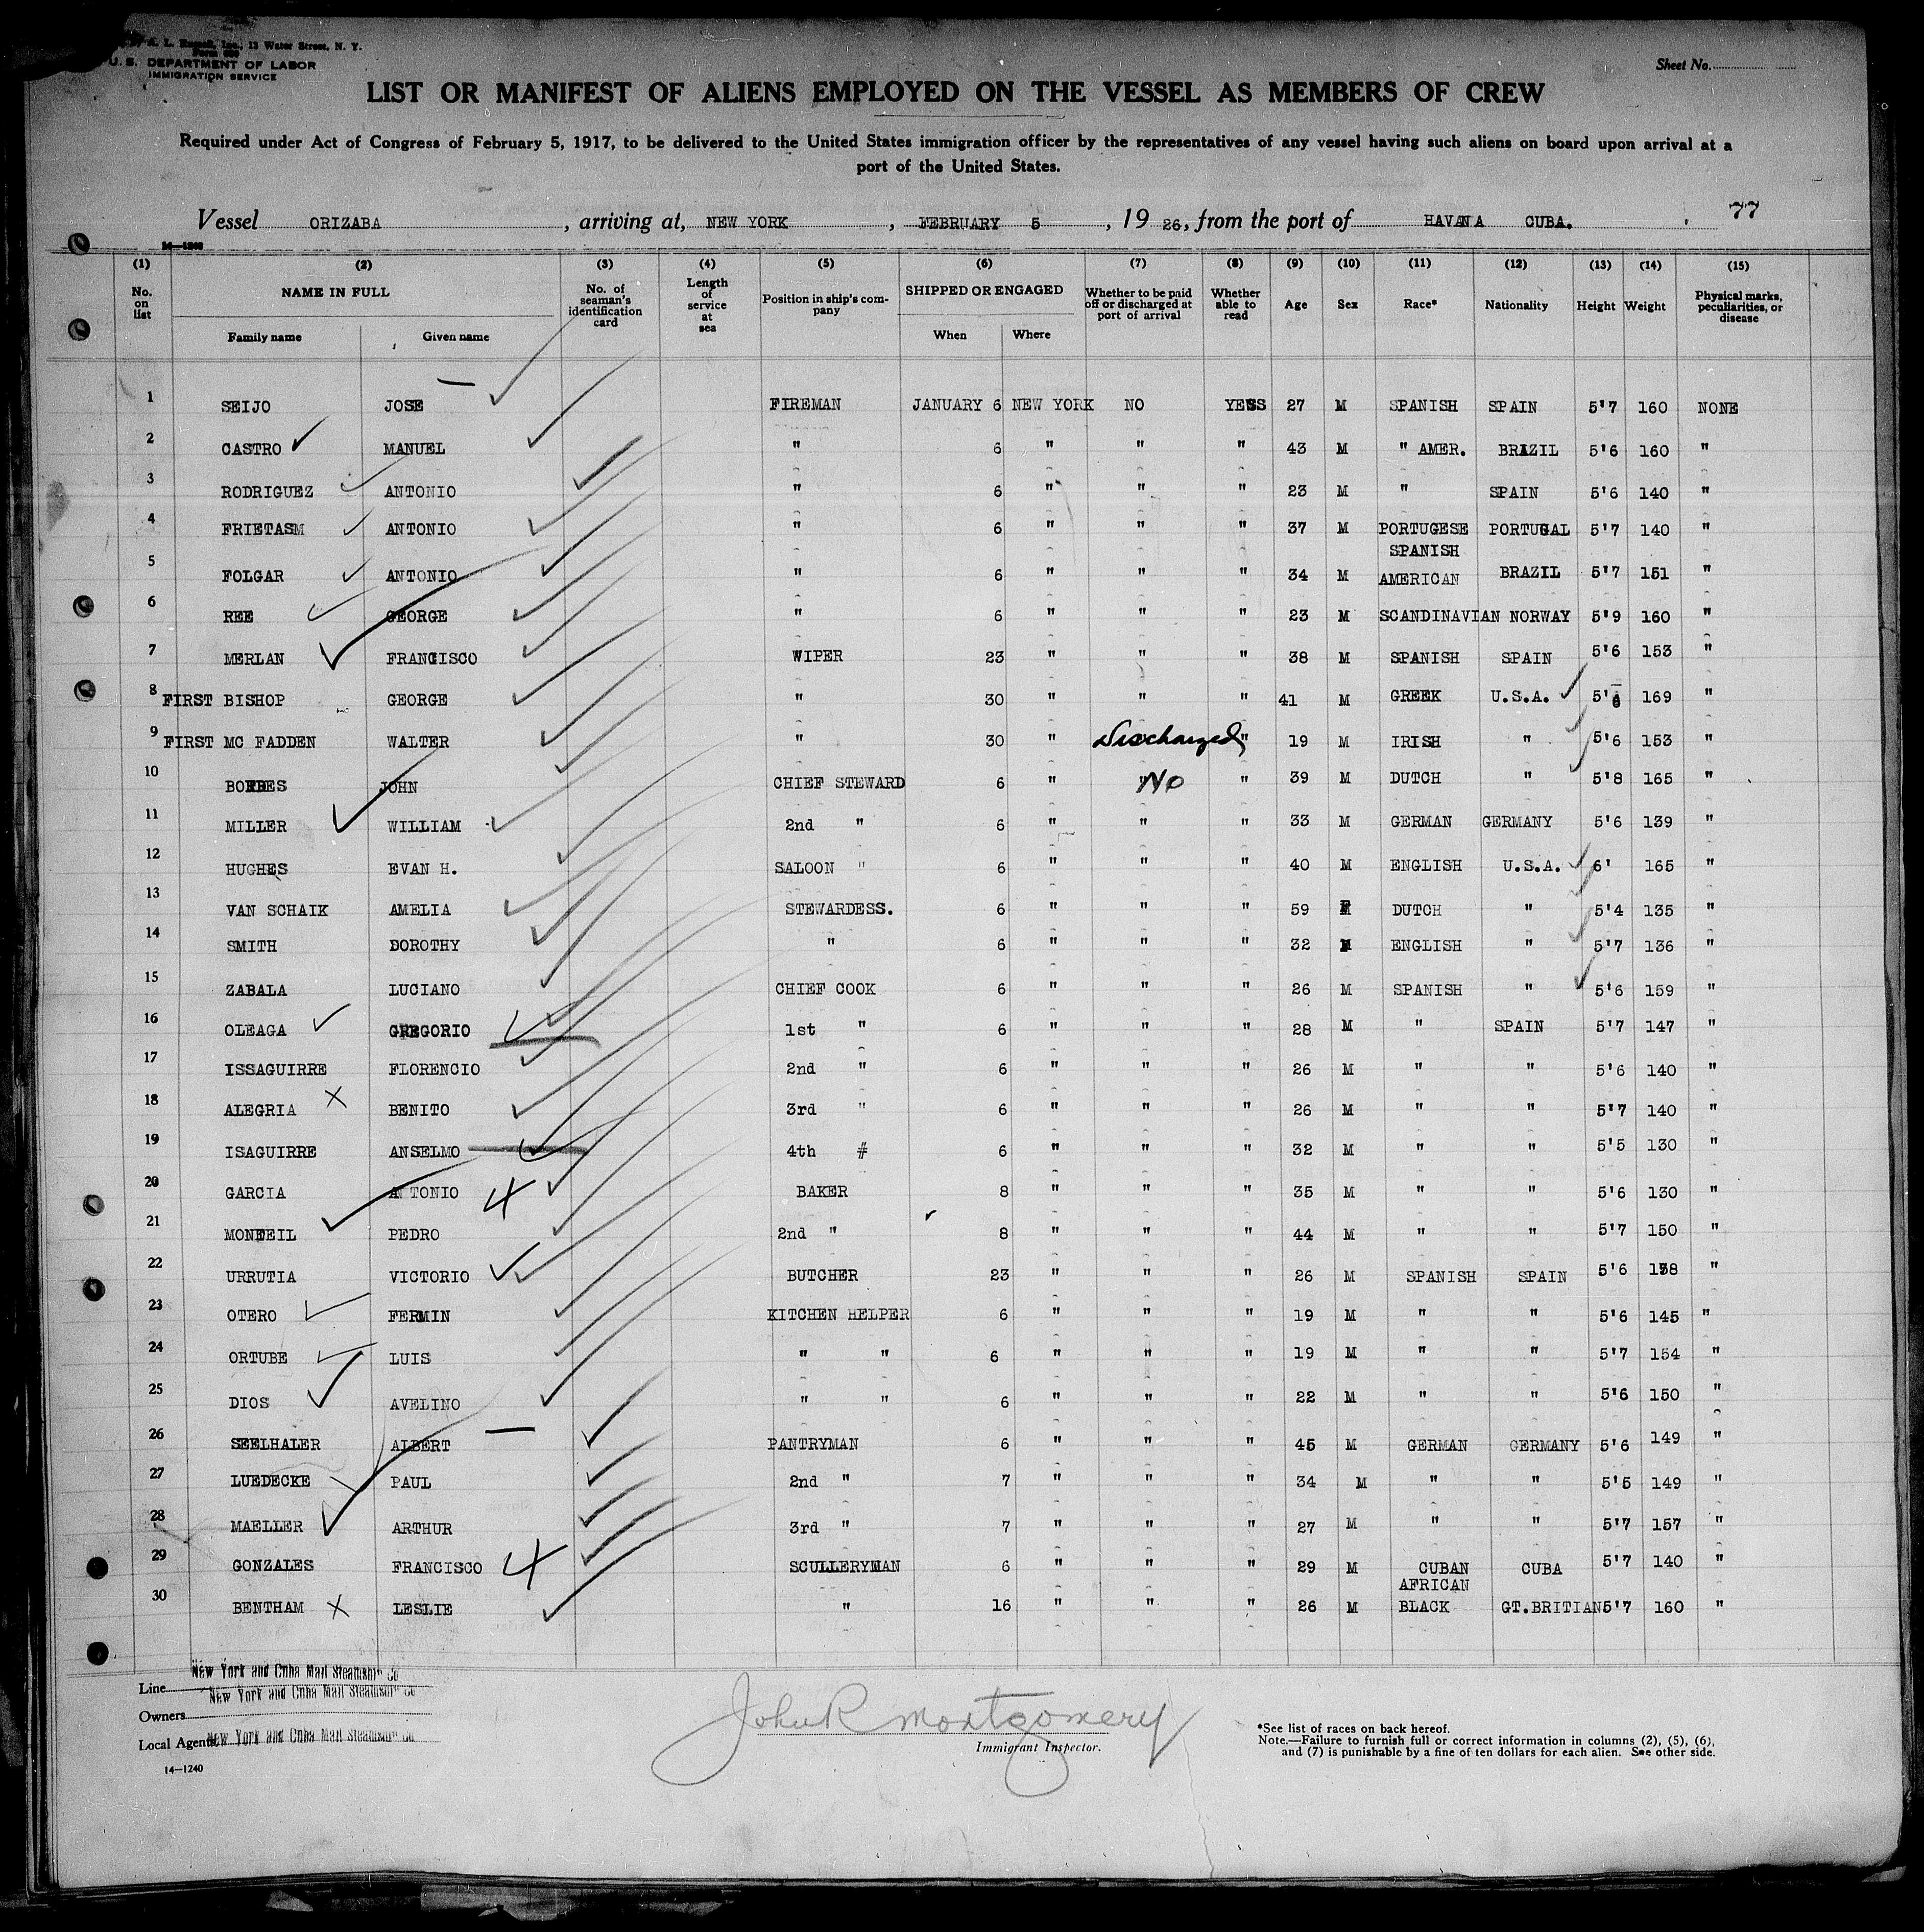 A. L. Russell, Inc., 13 Water Street, N. Y.
U. S. DEPARTMENT OF LABOR
IMMIGRATION SERVICE
Sheet No.
LIST OR MANIFEST OF ALIENS EMPLOYED ON THE VESSEL AS MEMBERS OF CREW
Required under Act of Congress of February 5, 1917, to be delivered to the United States immigration officer by the representatives of any vessel having such aliens on board upon arrival at a
port of the United States.
Vessel ORIZABA, arriving at, NEW YORK, FEBRUARY 5, 1926, from the port of HAVANA CUBA. 77
14—1240
(1) (2) (3) (4) (5) (6) (7) (8) (9) (10) (11) (12) (13) (14) (15)
No. on list NAME IN FULL Family name Given name No. of seaman's identification card Length of service at sea Position in ship's company SHIPPED OR ENGAGED When Where Whether to be paid off or discharged at port of arrival Whether able to read Age Sex Race* Nationality Height Weight Physical marks, peculiarities, or disease
1 SEIJO JOSE FIREMAN JANUARY 6 NEW YORK NO YESS 27 M SPANISH SPAIN 5'7 160 NONE
2 CASTRO MANUEL " 6 " " " 43 M " AMER. BRAZIL 5'6 160 "
3 RODRIGUEZ ANTONIO " 6 " " " 23 M " SPAIN 5'6 140 "
4 FRIETASM ANTONIO " 6 " " " 37 M PORTUGESE PORTUGAL 5'7 140 "
5 FOLGAR ANTONIO " 6 " " " 34 M SPANISH AMERICAN BRAZIL 5'7 151 "
6 REE GEORGE " 6 " " " 23 M SCANDINAVIAN NORWAY 5'9 160 "
7 MERLAN FRANCISCO WIPER 23 " " " 38 M SPANISH SPAIN 5'6 153 "
8 FIRST BISHOP GEORGE " 30 " " " 41 M GREEK U.S.A. 5'6 169 "
9 FIRST MC FADDEN WALTER " 30 " Discharged " 19 M IRISH " 5'6 153 "
10 JOHN CHIEF STEWARD 6 " No " 39 M DUTCH " 5'8 165 "
11 MILLER WILLIAM 2nd " 6 " " " 33 M GERMAN GERMANY 5'6 139 "
12 HUGHES EVAN H. SALOON " 6 " " " 40 M ENGLISH U.S.A. 6' 165 "
13 VAN SCHAIK AMELIA STEWARDESS. 6 " " " 59 F DUTCH " 5'4 135 "
14 SMITH DOROTHY " 6 " " " 32 F ENGLISH " 5'7 136 "
15 ZABALA LUCIANO CHIEF COOK 6 " " " 26 M SPANISH " 5'6 159 "
16 OLEAGA GREGORIO 1st " 6 " " " 28 M " SPAIN 5'7 147 "
17 ISSAGUIRRE FLORENCIO 2nd " 6 " " " 26 M " " 5'6 140 "
18 ALEGRIA BENITO 3rd " 6 " " " 26 M " " 5'7 140 "
19 ISAGUIRRE ANSELMO 4th # 6 " " " 32 M " " 5'5 130 "
20 GARCIA ANTONIO BAKER 8 " " " 35 M " " 5'6 130 "
21 PEDRO 2nd " 8 " " " 44 M " " 5'7 150 "
22 URRUTIA VICTORIO BUTCHER 23 " " " 26 M SPANISH SPAIN 5'6 "
23 OTERO FERMIN KITCHEN HELPER 6 " " " 19 M " " 5'6 145 "
24 ORTUBE LUIS " " 6 " " " 19 M " " 5'7 154 "
25 DIOS AVELINO " " 6 " " " 22 M " " 5'6 150 "
26 SEELHALER ALBERT PANTRYMAN 6 " " " 45 M GERMAN GERMANY 5'6 149 "
27 LUEDECKE PAUL 2nd " 7 " " " 34 M " " 5'5 149 "
28 MAELLER ARTHUR 3rd " 7 " " " 27 M " " 5'7 157 "
29 GONZALES FRANCISCO SCULLERYMAN 6 " " " 29 M CUBAN CUBA 5'7 140 "
30 BENTHAM LESLIE " 16 " " " 26 M AFRICAN BLACK GT.BRITIAN 5'7 160 "
Line New York and Cuba Mail Steamship Co
Owners New York and Cuba Mail Steamship Co
Local Agents New York and Cuba Mail Steamship Co
14—1240
John R Montgomery
Immigrant Inspector.
*See list of races on back hereof.
Note.—Failure to furnish full or correct information in columns (2), (5), (6),
and (7) is punishable by a fine of ten dollars for each alien. See other side.